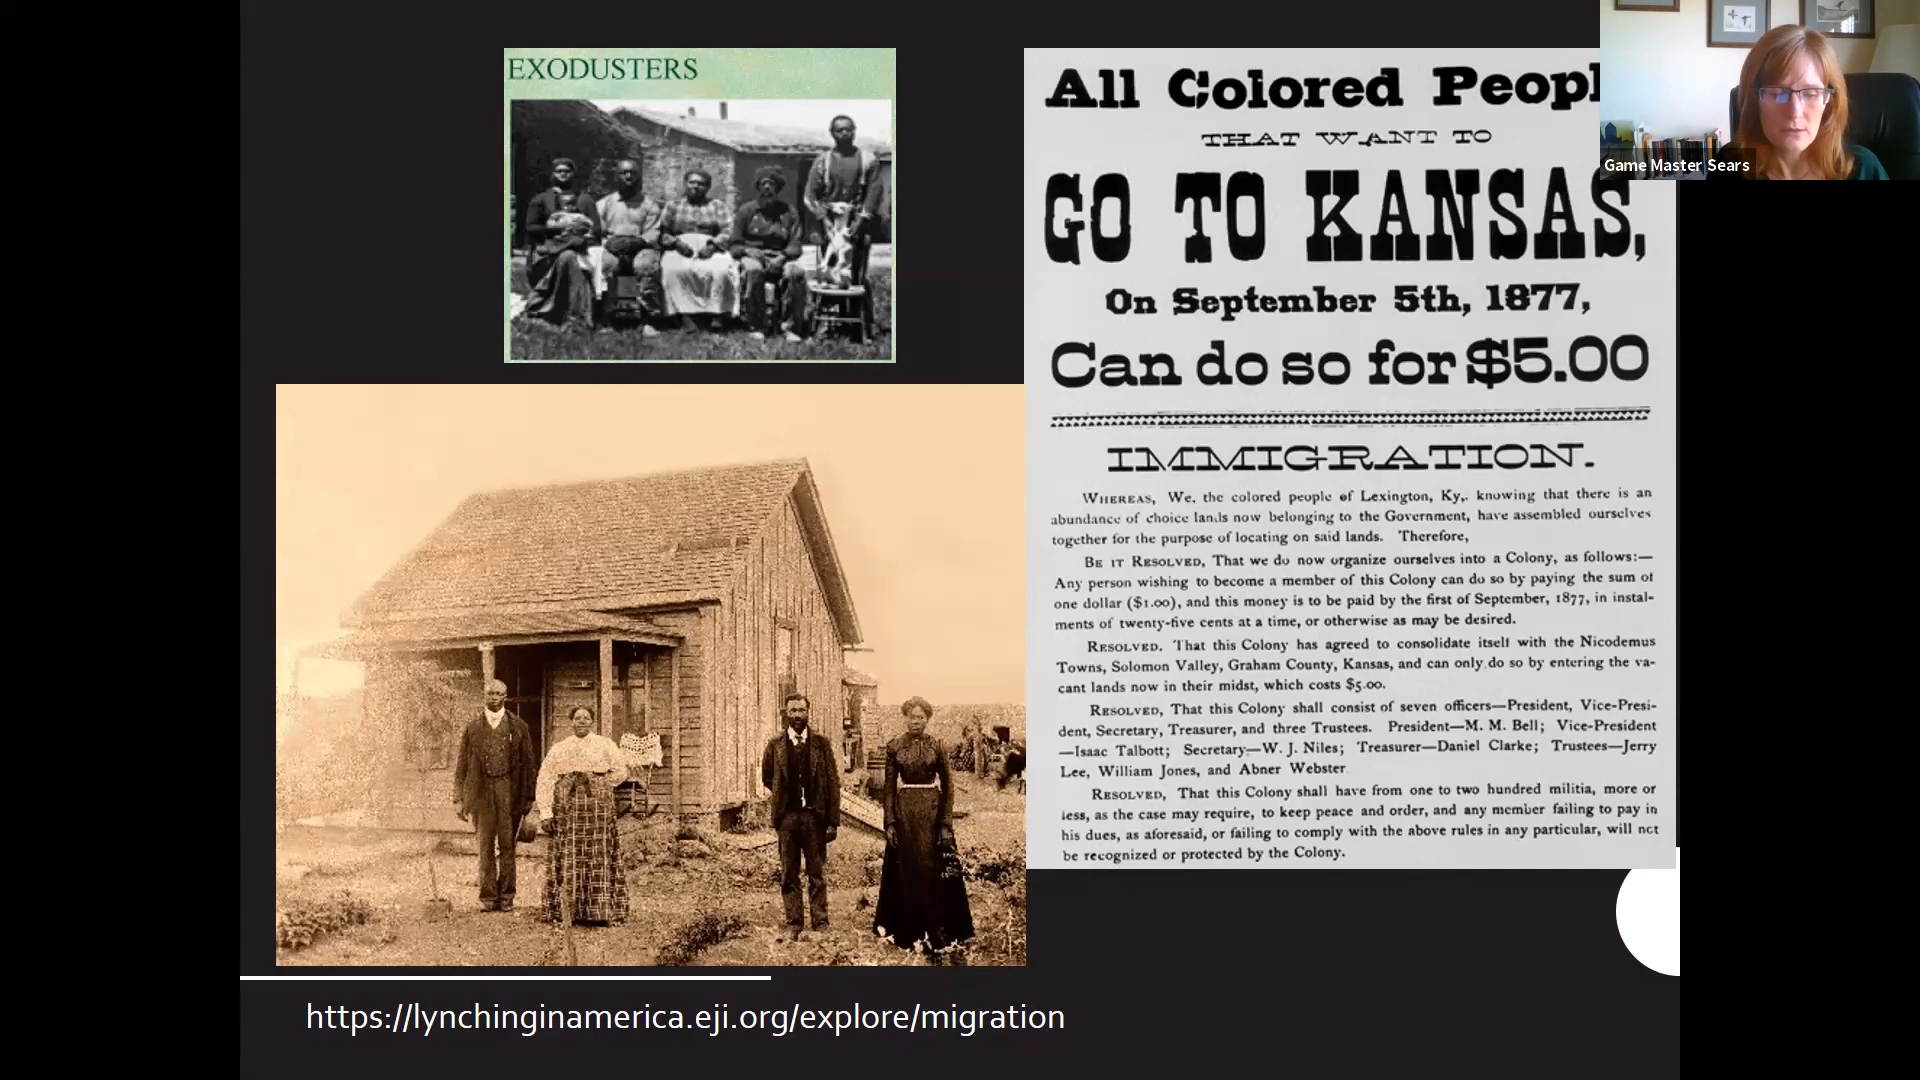 EXODUSTERS
All Colored Peopl
THAT WANT TO
GO TO KANSAS,
On September 5th, 1877,
Can do so for $5.00
IMMIGRATION.
WHEREAS, We, the colored people of Lexington, Ky,. knowing that there is an
abundance of choice lands now belonging to the Government, have assembled ourselves
together for the purpose of locating on said lands. Therefore,
BE IT RESOLVED, That we do now organize ourselves into a Colony, as follows:—
Any person wishing to become a member of this Colony can do so by paying the sum of
one dollar ($1.00), and this money is to be paid by the first of September, 1877, in instal-
ments of twenty-five cents at a time, or otherwise as may be desired.
RESOLVED. That this Colony has agreed to consolidate itself with the Nicodemus
Towns, Solomon Valley, Graham County, Kansas, and can only do so by entering the va-
cant lands now in their midst, which costs $5.00.
RESOLVED, That this Colony shall consist of seven officers—President, Vice-Presi-
dent, Secretary, Treasurer, and three Trustees. President—M. M. Bell; Vice-President
—Isaac Talbott; Secretary—W. J. Niles; Treasurer—Daniel Clarke; Trustees—Jerry
Lee, William Jones, and Abner Webster
RESOLVED, That this Colony shall have from one to two hundred militia, more or
less, as the case may require, to keep peace and order, and any member failing to pay in
his dues, as aforesaid, or failing to comply with the above rules in any particular, will not
be recognized or protected by the Colony.
https://lynchinginamerica.eji.org/explore/migration
Game Master Sears